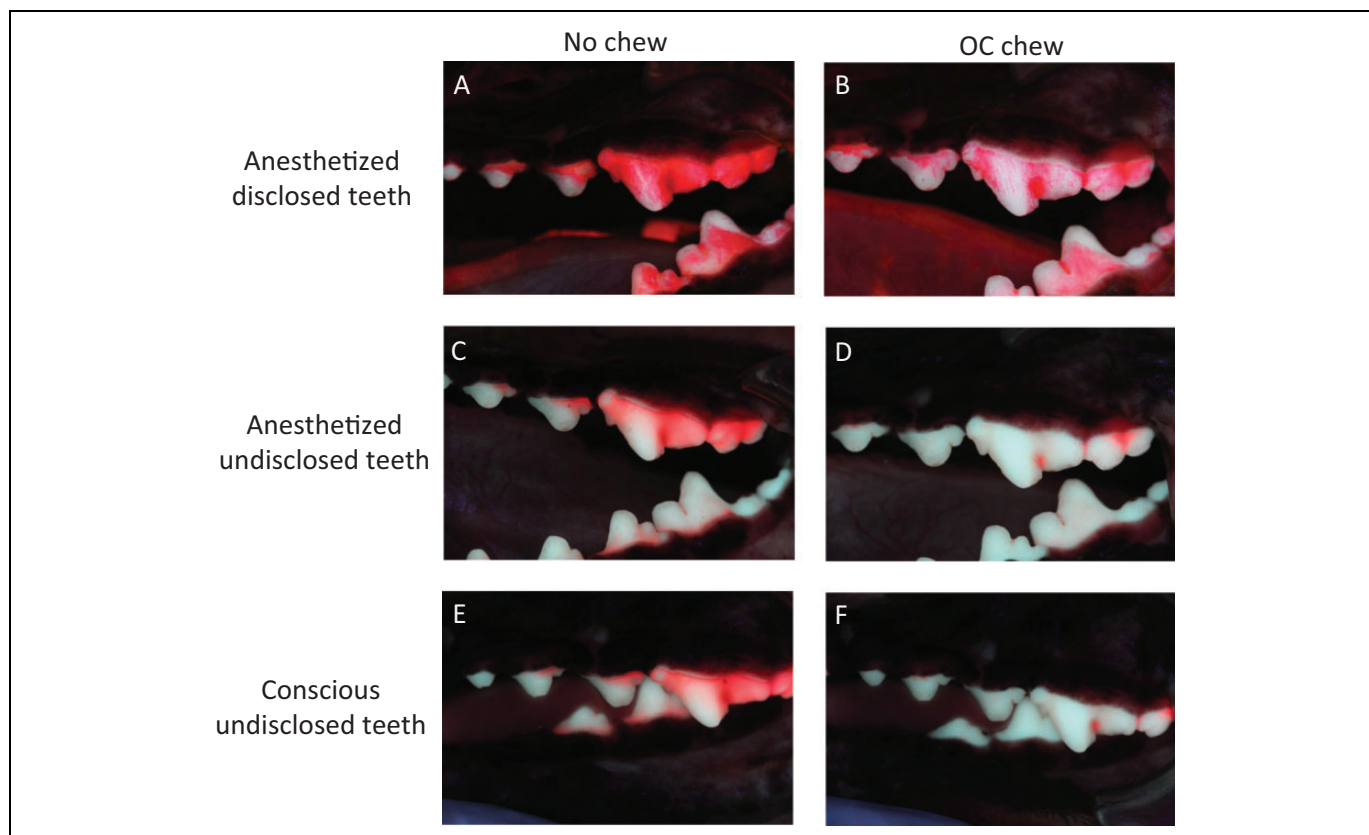 No chew
OC chew
A
B
Anesthetized
disclosed teeth
C
D
Anesthetized
undisclosed teeth
E
F
Conscious
undisclosed teeth